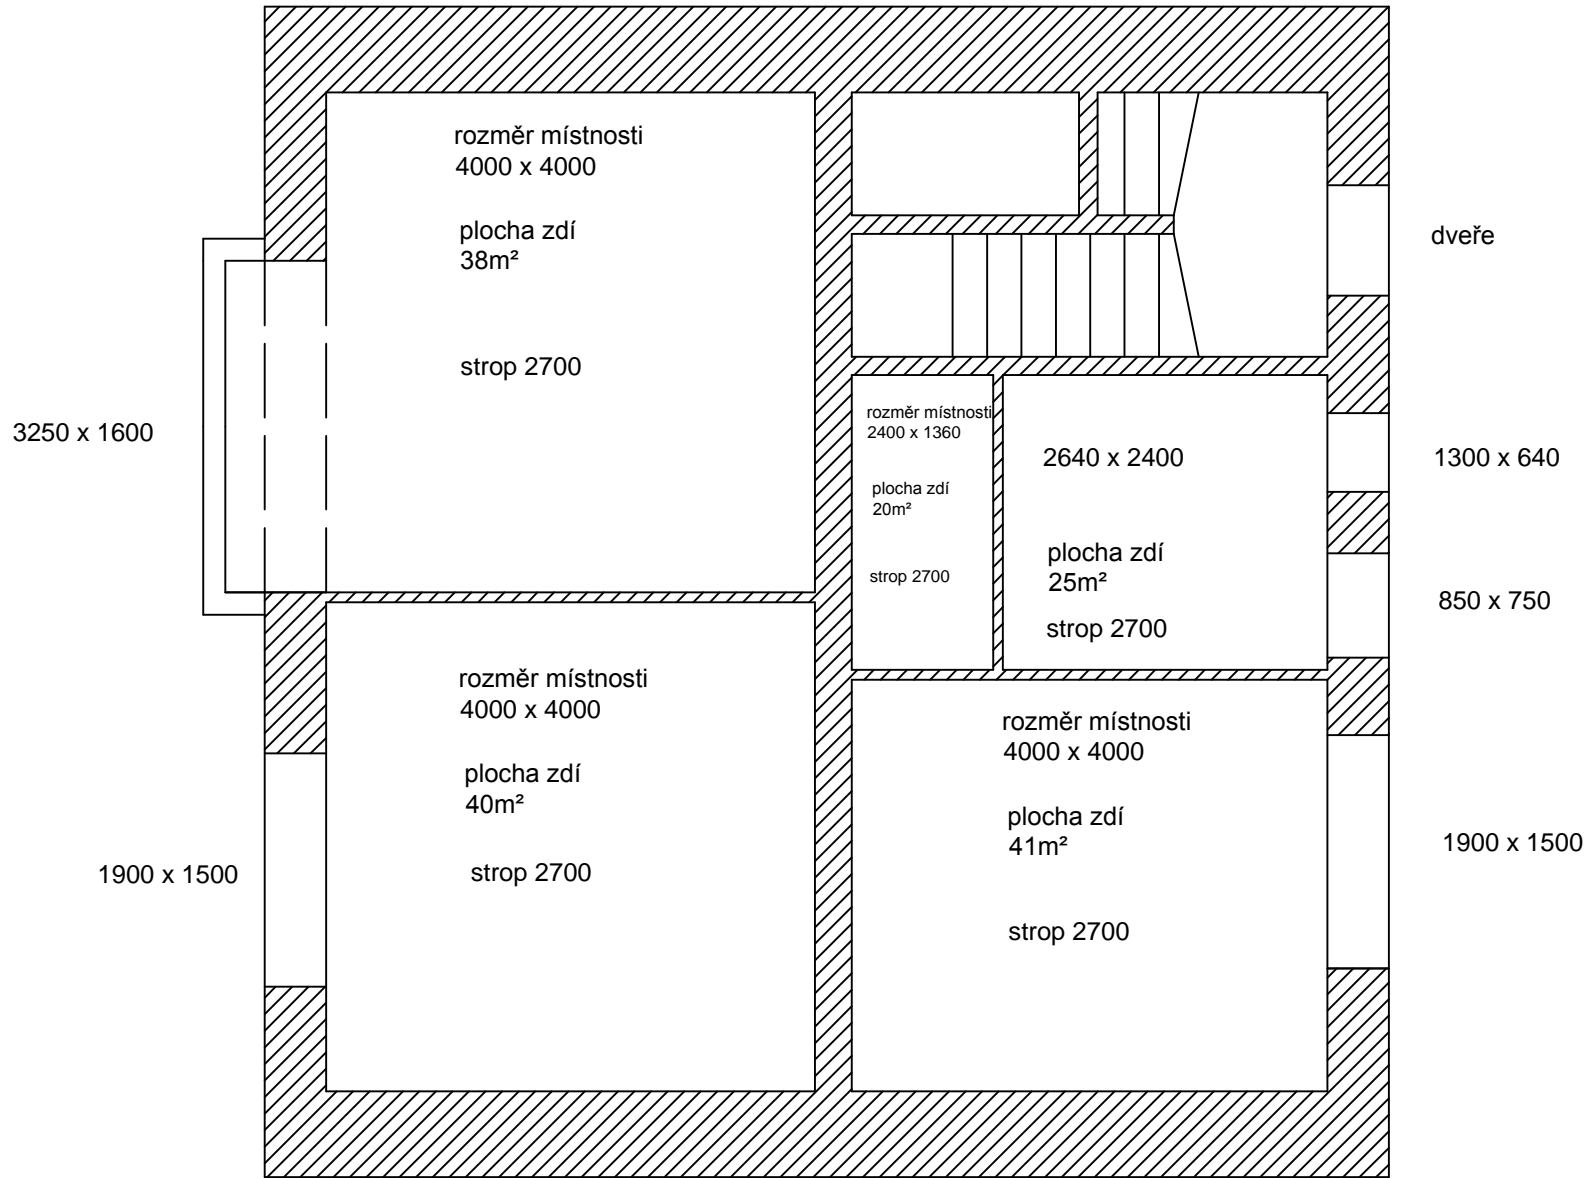 rozměr místnosti
4000 x 4000
plocha zdí
38m²
strop 2700
dveře
3250 x 1600
rozměr místnosti
2400 x 1360
plocha zdí
20m²
strop 2700
2640 x 2400
plocha zdí
25m²
strop 2700
1300 x 640
850 x 750
rozměr místnosti
4000 x 4000
plocha zdí
40m²
strop 2700
1900 x 1500
rozměr místnosti
4000 x 4000
plocha zdí
41m²
strop 2700
1900 x 1500